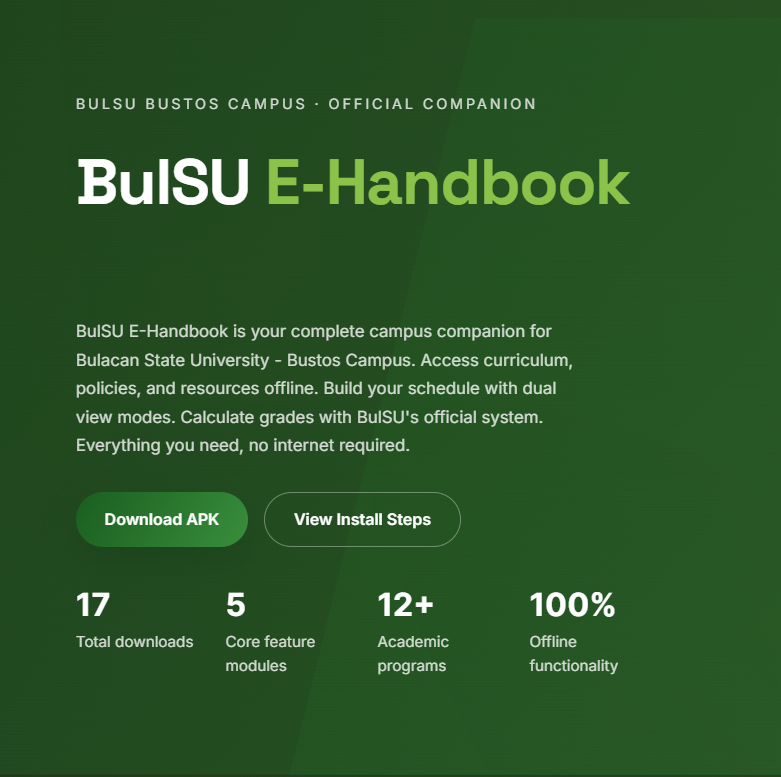 BULSU BUSTOS CAMPUS · OFFICIAL COMPANION
BulSU E-Handbook
BulSU E-Handbook is your complete campus companion for
Bulacan State University - Bustos Campus. Access curriculum,
policies, and resources offline. Build your schedule with dual
view modes. Calculate grades with BulSU's official system.
Everything you need, no internet required.
Download APK
View Install Steps
17
Total downloads
5
Core feature
modules
12+
Academic
programs
100%
Offline
functionality